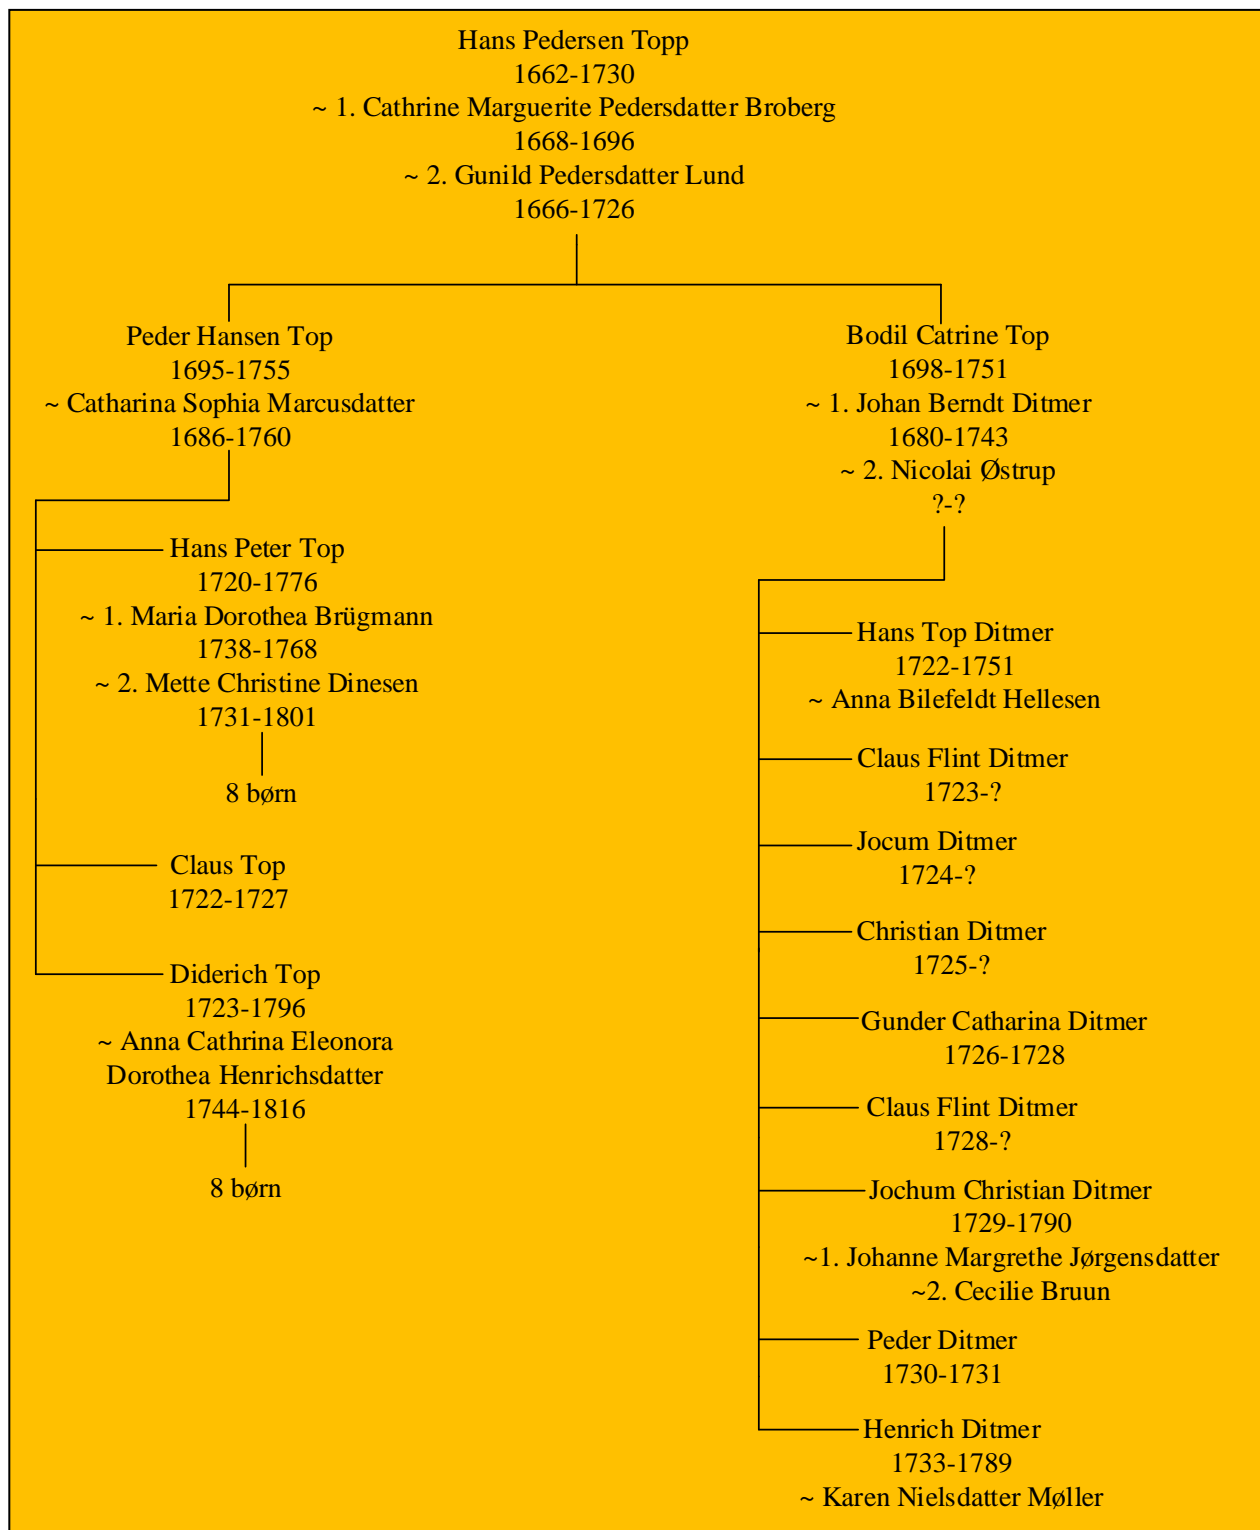 Hans Pedersen Topp
1662-1730
~ 1. Cathrine Marguerite Pedersdatter Broberg
1668-1696
~ 2. Gunild Pedersdatter Lund
1666-1726
Peder Hansen Top
1695-1755
~ Catharina Sophia Marcusdatter
1686-1760
Hans Peter Top
1720-1776
~ 1. Maria Dorothea Brügmann
1738-1768
~ 2. Mette Christine Dinesen
1731-1801
8 børn
Claus Top
1722-1727
Diderich Top
1723-1796
~ Anna Cathrina Eleonora
Dorothea Henrichsdatter
1744-1816
8 børn
Bodil Catrine Top
1698-1751
~ 1. Johan Berndt Ditmer
1680-1743
~ 2. Nicolai Østrup
?-?
Hans Top Ditmer
1722-1751
~ Anna Bilefeldt Hellesen
Claus Flint Ditmer
1723-?
Jocum Ditmer
1724-?
Christian Ditmer
1725-?
Gunder Catharina Ditmer
1726-1728
Claus Flint Ditmer
1728-?
Jochum Christian Ditmer
1729-1790
~1. Johanne Margrethe Jørgensdatter
~2. Cecilie Bruun
Peder Ditmer
1730-1731
Henrich Ditmer
1733-1789
~ Karen Nielsdatter Møller